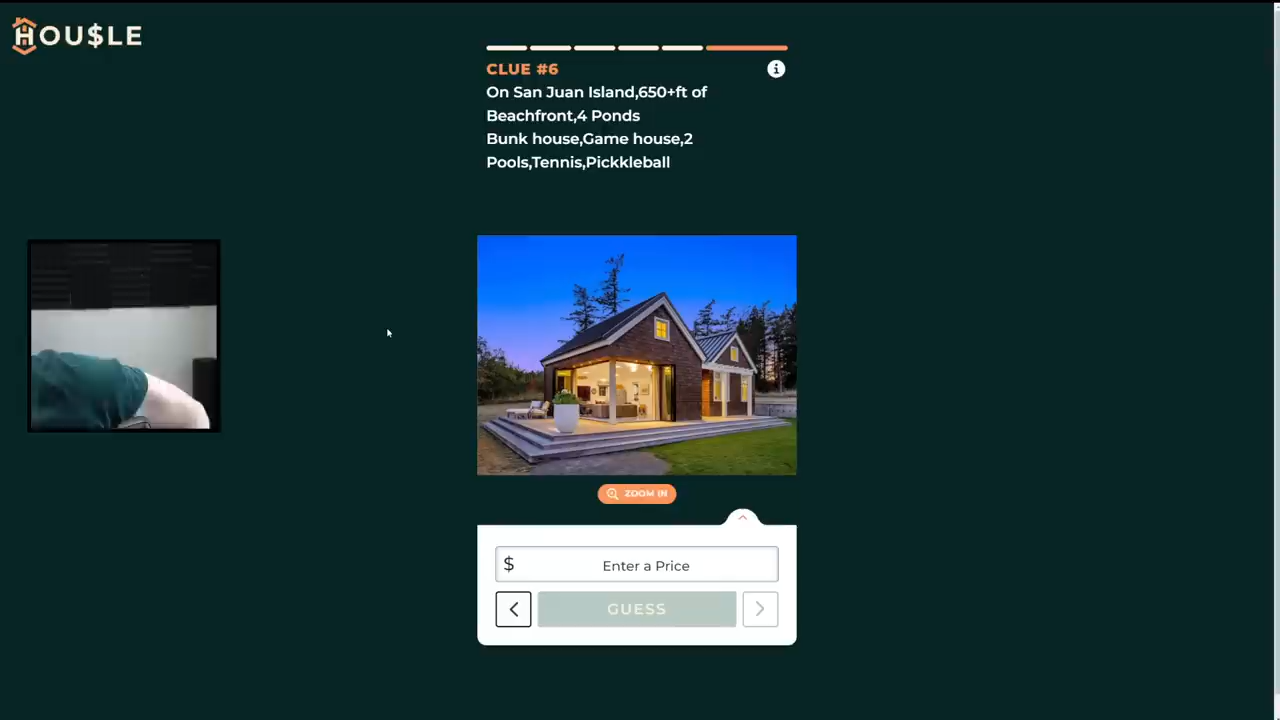 HOU$LE
CLUE #6
i
On San Juan Island,650+ft of
Beachfront,4 Ponds
Bunk house,Game house,2
Pools,Tennis,Pickkleball
ZOOM IN
$ Enter a Price
GUESS